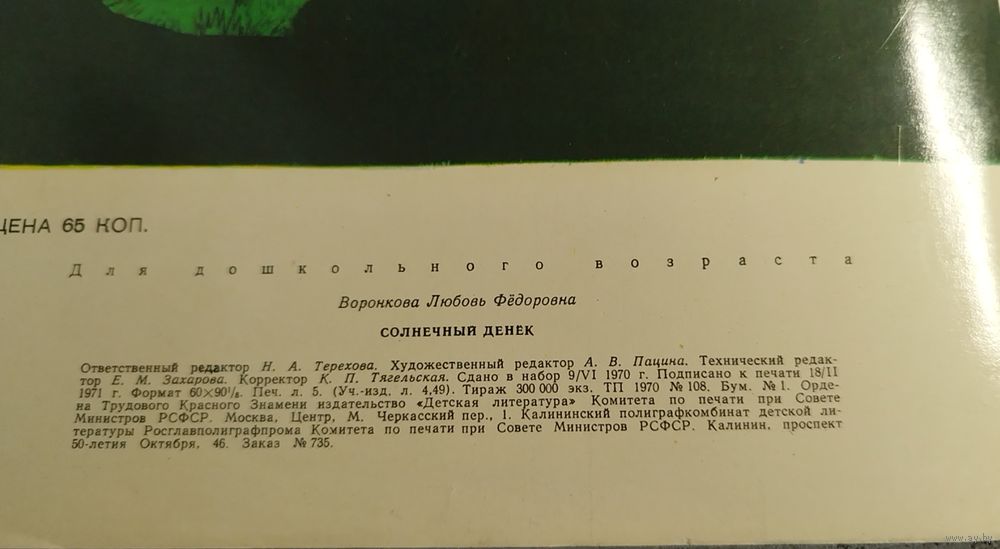 ЦЕНА 65 КОП.
Для дошкольного возраста
Воронкова Любовь Фёдоровна
СОЛНЕЧНЫЙ ДЕНЁК
Ответственный редактор Н. А. Терехова. Художественный редактор А. В. Пацина. Технический редак-
тор Е. М. Захарова. Корректор К. П. Тягельская. Сдано в набор 9/VI 1970 г. Подписано к печати 18/II
1971 г. Формат 60×90¹/₈. Печ. л. 5. (Уч.-изд. л. 4,49). Тираж 300 000 экз. ТП 1970 № 108. Бум. № 1. Орде-
на Трудового Красного Знамени издательство «Детская литература» Комитета по печати при Совете
Министров РСФСР. Москва, Центр, М. Черкасский пер., 1. Калининский полиграфкомбинат детской ли-
тературы Росглавполиграфпрома Комитета по печати при Совете Министров РСФСР. Калинин, проспект
50-летия Октября, 46. Заказ № 735.
www.ay.by